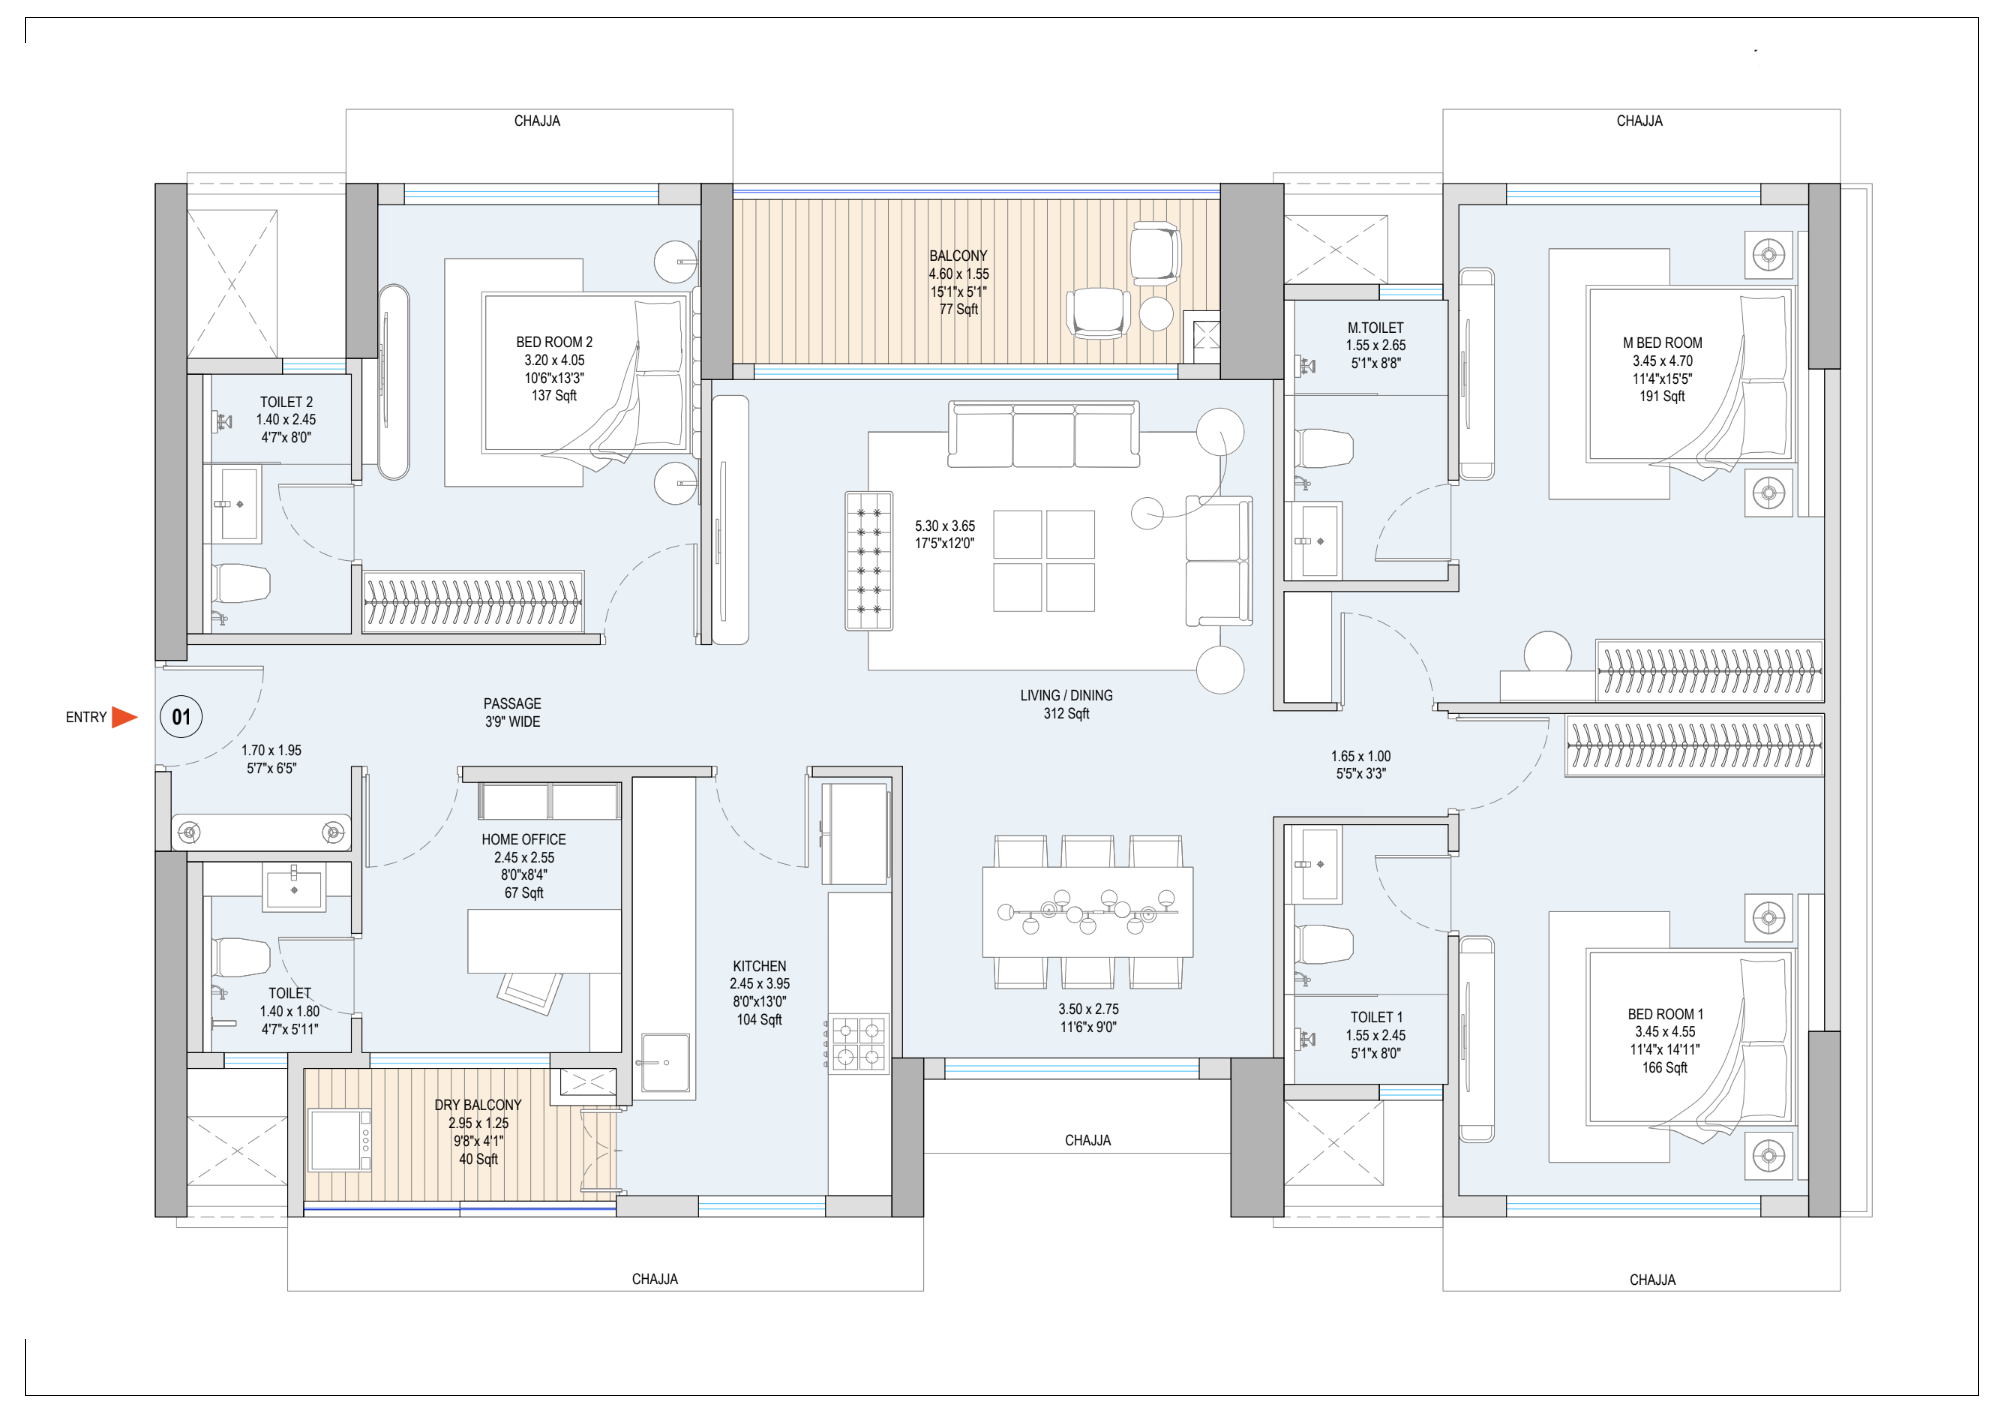 CHAJJA
CHAJJA
BALCONY
4.60 x 1.55
15'1"x 5'1"
77 Sqft
BED ROOM 2
3.20 x 4.05
10'6"x13'3"
137 Sqft
M.TOILET
1.55 x 2.65
5'1"x 8'8"
M BED ROOM
3.45 x 4.70
11'4"x15'5"
191 Sqft
TOILET 2
1.40 x 2.45
4'7"x 8'0"
5.30 x 3.65
17'5"x12'0"
ENTRY
01
PASSAGE
3'9" WIDE
LIVING / DINING
312 Sqft
1.70 x 1.95
5'7"x 6'5"
1.65 x 1.00
5'5"x 3'3"
HOME OFFICE
2.45 x 2.55
8'0"x8'4"
67 Sqft
TOILET
1.40 x 1.80
4'7"x 5'11"
KITCHEN
2.45 x 3.95
8'0"x13'0"
104 Sqft
3.50 x 2.75
11'6"x 9'0"
TOILET 1
1.55 x 2.45
5'1"x 8'0"
BED ROOM 1
3.45 x 4.55
11'4"x 14'11"
166 Sqft
DRY BALCONY
2.95 x 1.25
9'8"x 4'1"
40 Sqft
CHAJJA
CHAJJA
CHAJJA